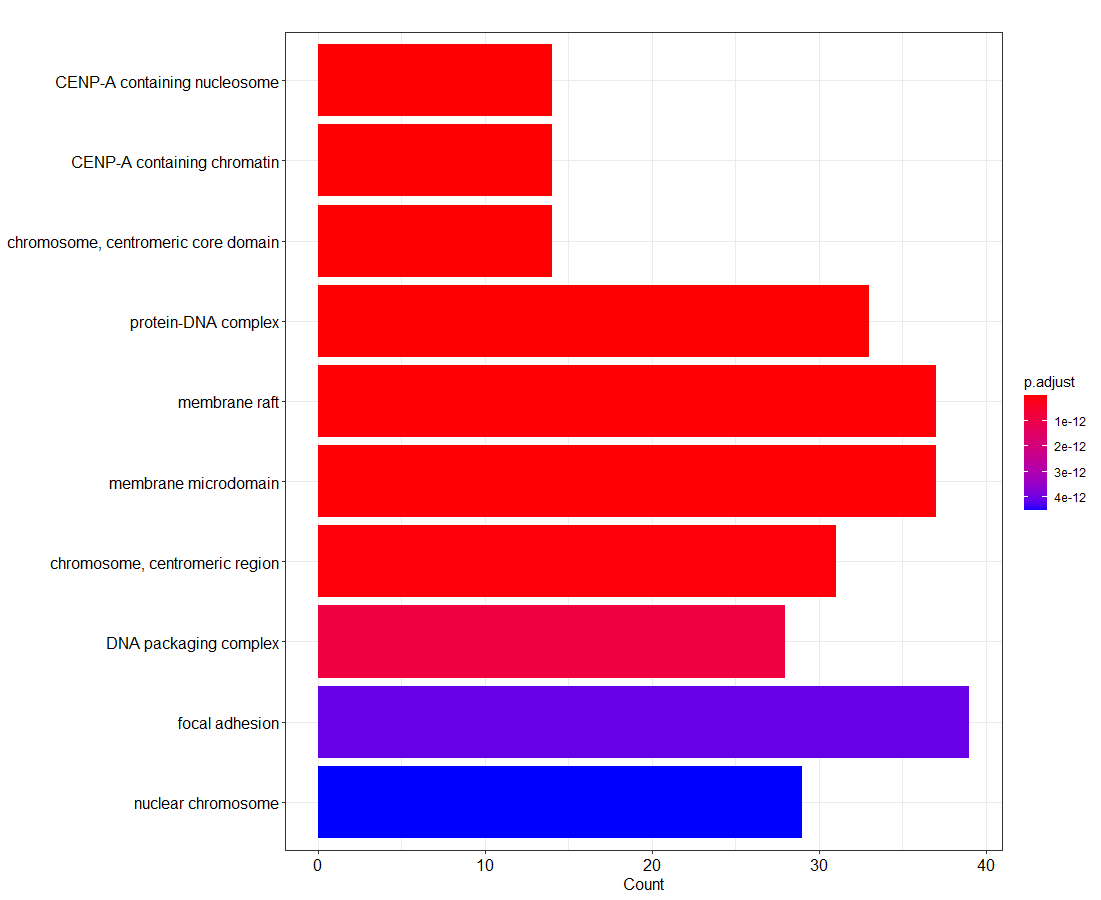 CENP-A containing nucleosome
CENP-A containing chromatin
chromosome, centromeric core domain
protein-DNA complex
membrane raft
membrane microdomain
chromosome, centromeric region
DNA packaging complex
focal adhesion
nuclear chromosome
0 10 20 30 40
Count
p.adjust
1e-12
2e-12
3e-12
4e-12